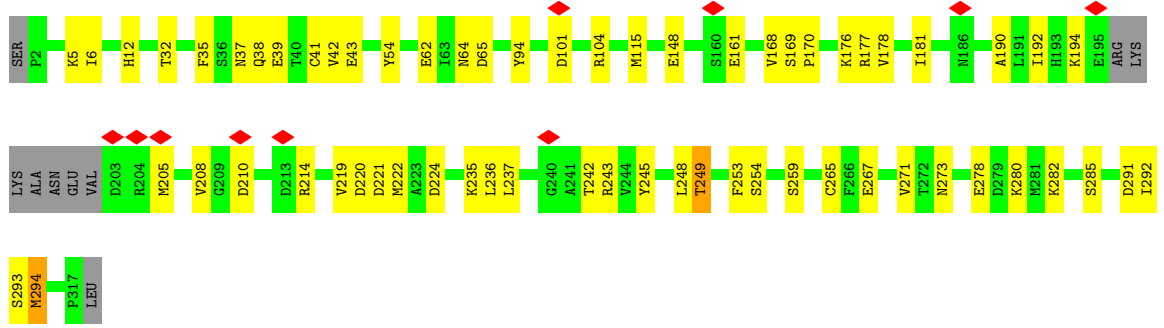 SER P2 K5 I6 H12 T32 F35 S36 N37 Q38 E39 T40 C41 V42 E43 Y54 E62 I63 N64 D65 Y94 D101 R104 M115 E148 S160 E161 V168 S169 P170 K176 R177 V178 I181 N186 A190 L191 I192 H193 K194 E195 ARG LYS
LYS ALA ASN GLU VAL D203 R204 M205 V208 G209 D210 D213 R214 V219 D220 D221 M222 A223 D224 K235 L236 L237 G240 A241 T242 R243 V244 Y245 L248 T249 F253 S254 S259 C265 F266 E267 V271 T272 N273 E278 D279 K280 M281 K282 S285 D291 I292
S293 M294 P317 LEU